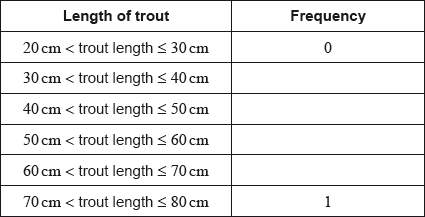 Length of trout Frequency
20 cm < trout length ≤ 30 cm 0
30 cm < trout length ≤ 40 cm
40 cm < trout length ≤ 50 cm
50 cm < trout length ≤ 60 cm
60 cm < trout length ≤ 70 cm
70 cm < trout length ≤ 80 cm 1